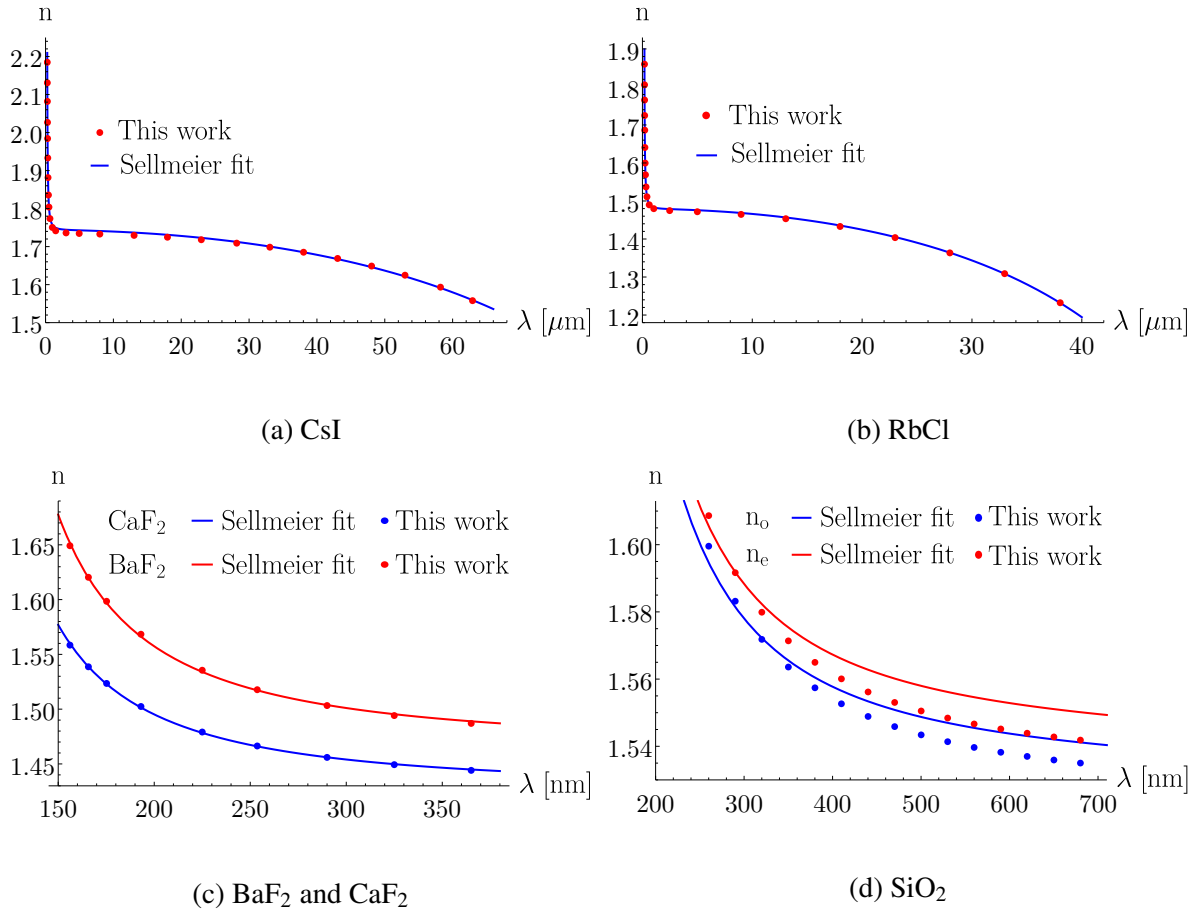 n
2.2
2.1
2.0
1.9
1.8
1.7
1.6
1.5
0 10 20 30 40 50 60
λ [μm]
This work
Sellmeier fit
(a) CsI
n
1.9
1.8
1.7
1.6
1.5
1.4
1.3
1.2
0 10 20 30 40
λ [μm]
This work
Sellmeier fit
(b) RbCl
n
CaF₂ Sellmeier fit This work
BaF₂ Sellmeier fit This work
1.65
1.60
1.55
1.50
1.45
150 200 250 300 350
λ [nm]
(c) BaF₂ and CaF₂
n
nₒ Sellmeier fit This work
nₑ Sellmeier fit This work
1.60
1.58
1.56
1.54
200 300 400 500 600 700
λ [nm]
(d) SiO₂